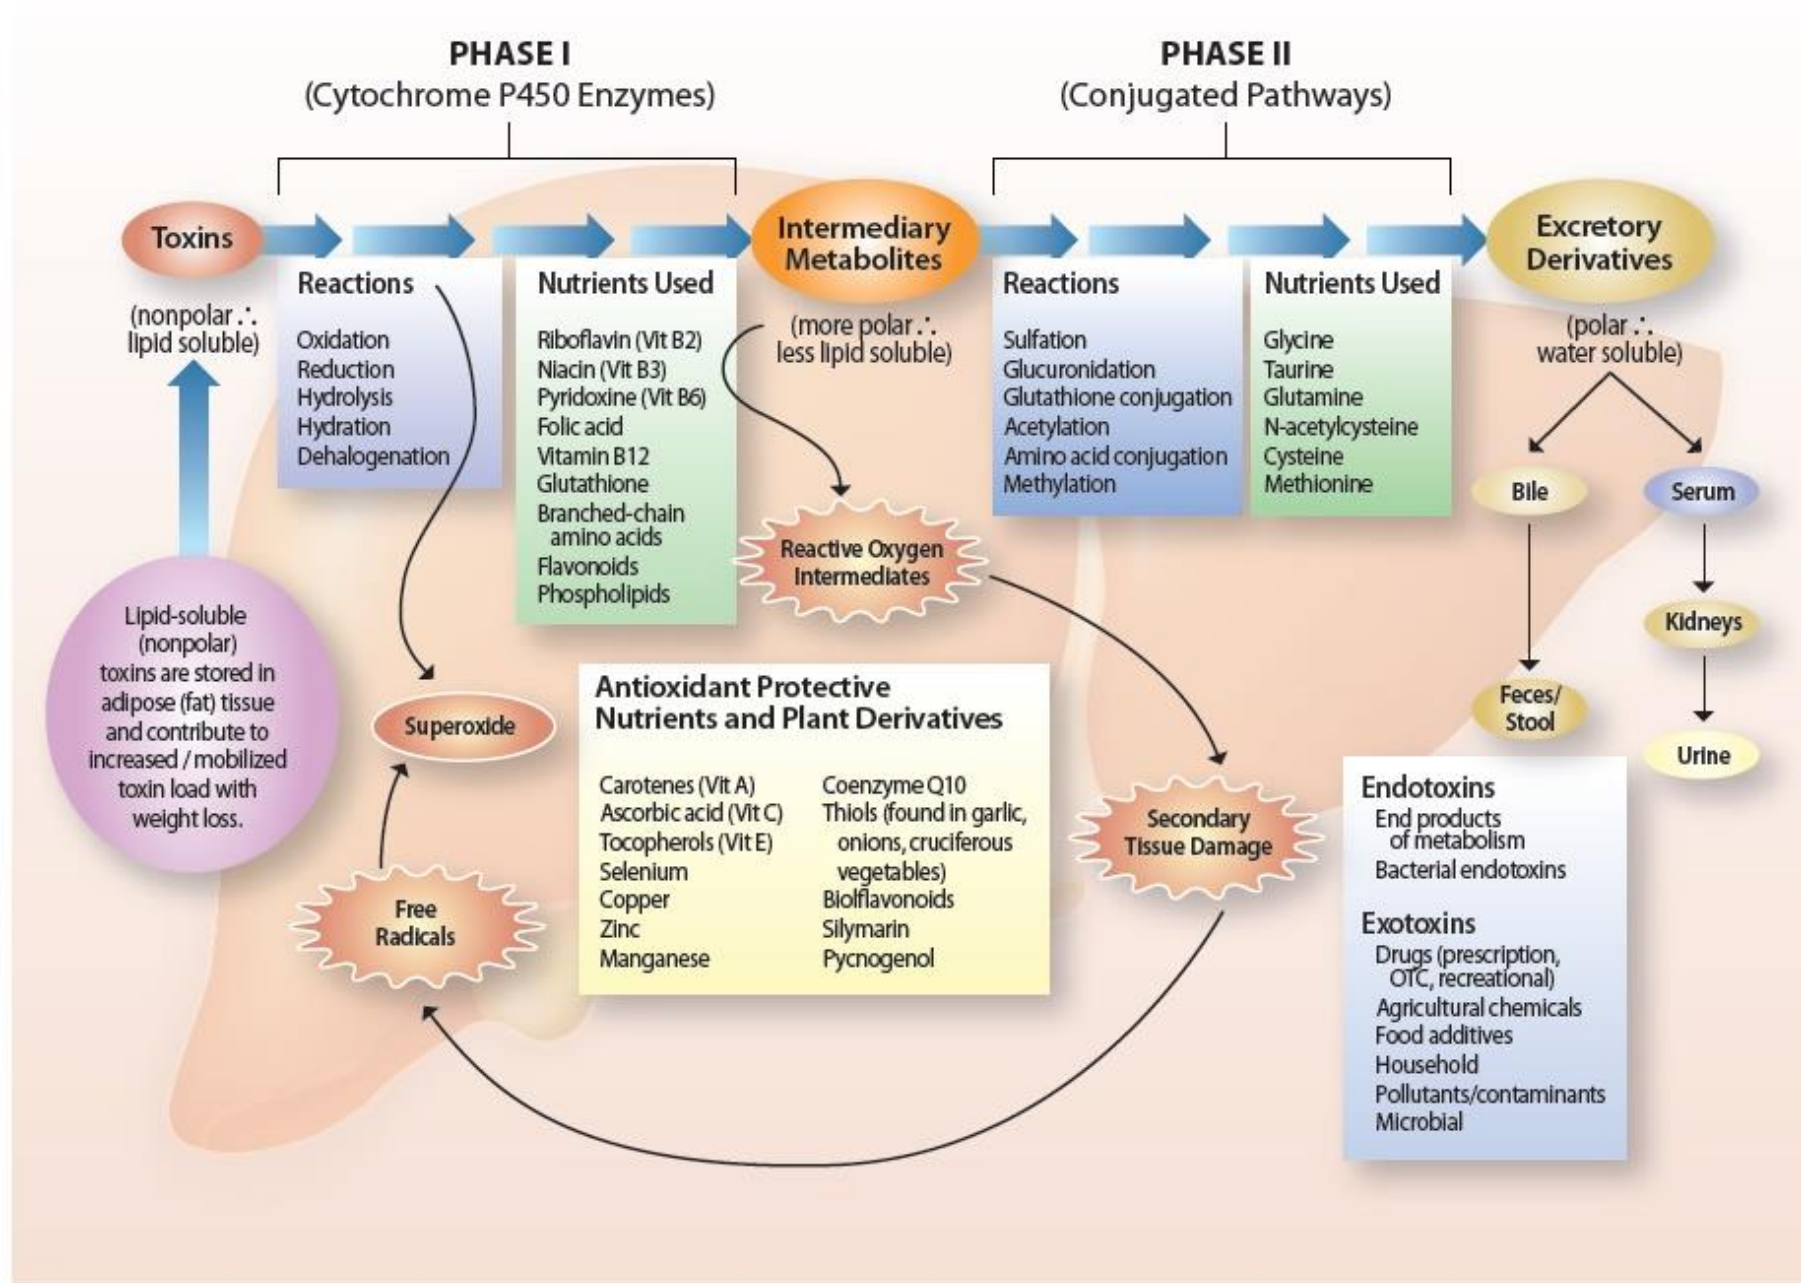 PHASE I
(Cytochrome P450 Enzymes)
PHASE II
(Conjugated Pathways)
Toxins
(nonpolar ∴
lipid soluble)
Reactions
Oxidation
Reduction
Hydrolysis
Hydration
Dehalogenation
Nutrients Used
Riboflavin (Vit B2)
Niacin (Vit B3)
Pyridoxine (Vit B6)
Folic acid
Vitamin B12
Glutathione
Branched-chain
amino acids
Flavonoids
Phospholipids
Intermediary
Metabolites
(more polar ∴
less lipid soluble)
Reactions
Sulfation
Glucuronidation
Glutathione conjugation
Acetylation
Amino acid conjugation
Methylation
Nutrients Used
Glycine
Taurine
Glutamine
N-acetylcysteine
Cysteine
Methionine
Excretory
Derivatives
(polar ∴
water soluble)
Bile
Serum
Kidneys
Feces/
Stool
Urine
Reactive Oxygen
Intermediates
Lipid-soluble
(nonpolar)
toxins are stored in
adipose (fat) tissue
and contribute to
increased / mobilized
toxin load with
weight loss.
Superoxide
Free
Radicals
Antioxidant Protective
Nutrients and Plant Derivatives
Carotenes (Vit A)
Ascorbic acid (Vit C)
Tocopherols (Vit E)
Selenium
Copper
Zinc
Manganese
Coenzyme Q10
Thiols (found in garlic,
onions, cruciferous
vegetables)
Bioflavonoids
Silymarin
Pycnogenol
Secondary
Tissue Damage
Endotoxins
End products
of metabolism
Bacterial endotoxins
Exotoxins
Drugs (prescription,
OTC, recreational)
Agricultural chemicals
Food additives
Household
Pollutants/contaminants
Microbial